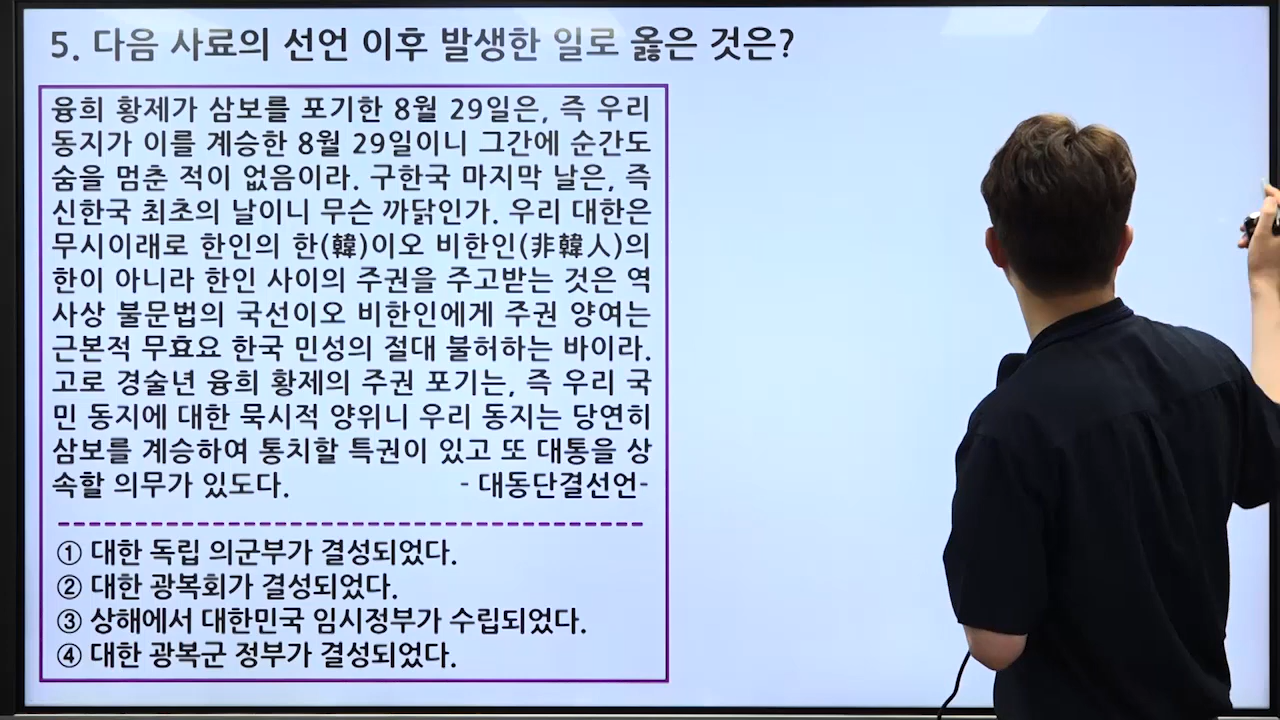 5. 다음 사료의 선언 이후 발생한 일로 옳은 것은?
융희 황제가 삼보를 포기한 8월 29일은, 즉 우리
동지가 이를 계승한 8월 29일이니 그간에 순간도
숨을 멈춘 적이 없음이라. 구한국 마지막 날은, 즉
신한국 최초의 날이니 무슨 까닭인가. 우리 대한은
무시이래로 한인의 한(韓)이오 비한인(非韓人)의
한이 아니라 한인 사이의 주권을 주고받는 것은 역
사상 불문법의 국선이오 비한인에게 주권 양여는
근본적 무효요 한국 민성의 절대 불허하는 바이라.
고로 경술년 융희 황제의 주권 포기는, 즉 우리 국
민 동지에 대한 묵시적 양위니 우리 동지는 당연히
삼보를 계승하여 통치할 특권이 있고 또 대통을 상
속할 의무가 있도다. - 대동단결선언-
① 대한 독립 의군부가 결성되었다.
② 대한 광복회가 결성되었다.
③ 상해에서 대한민국 임시정부가 수립되었다.
④ 대한 광복군 정부가 결성되었다.